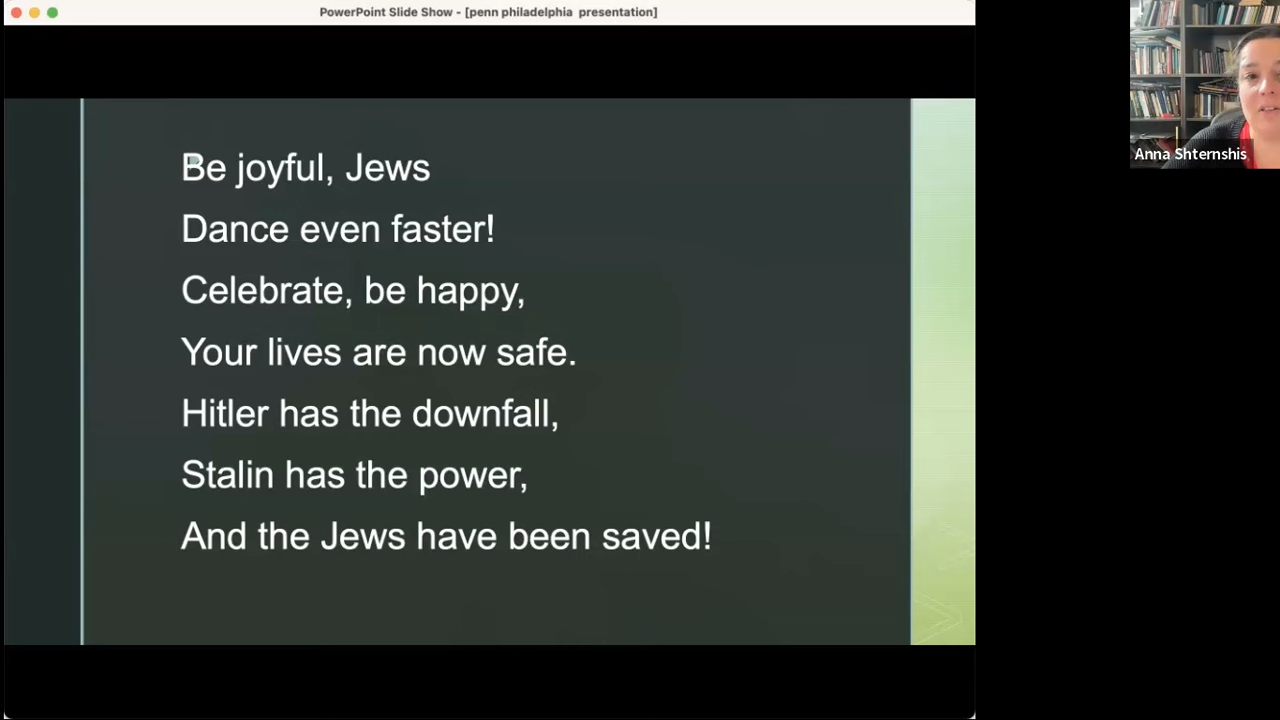 PowerPoint Slide Show - [penn philadelphia presentation]
Be joyful, Jews
Dance even faster!
Celebrate, be happy,
Your lives are now safe.
Hitler has the downfall,
Stalin has the power,
And the Jews have been saved!
Anna Shternshis